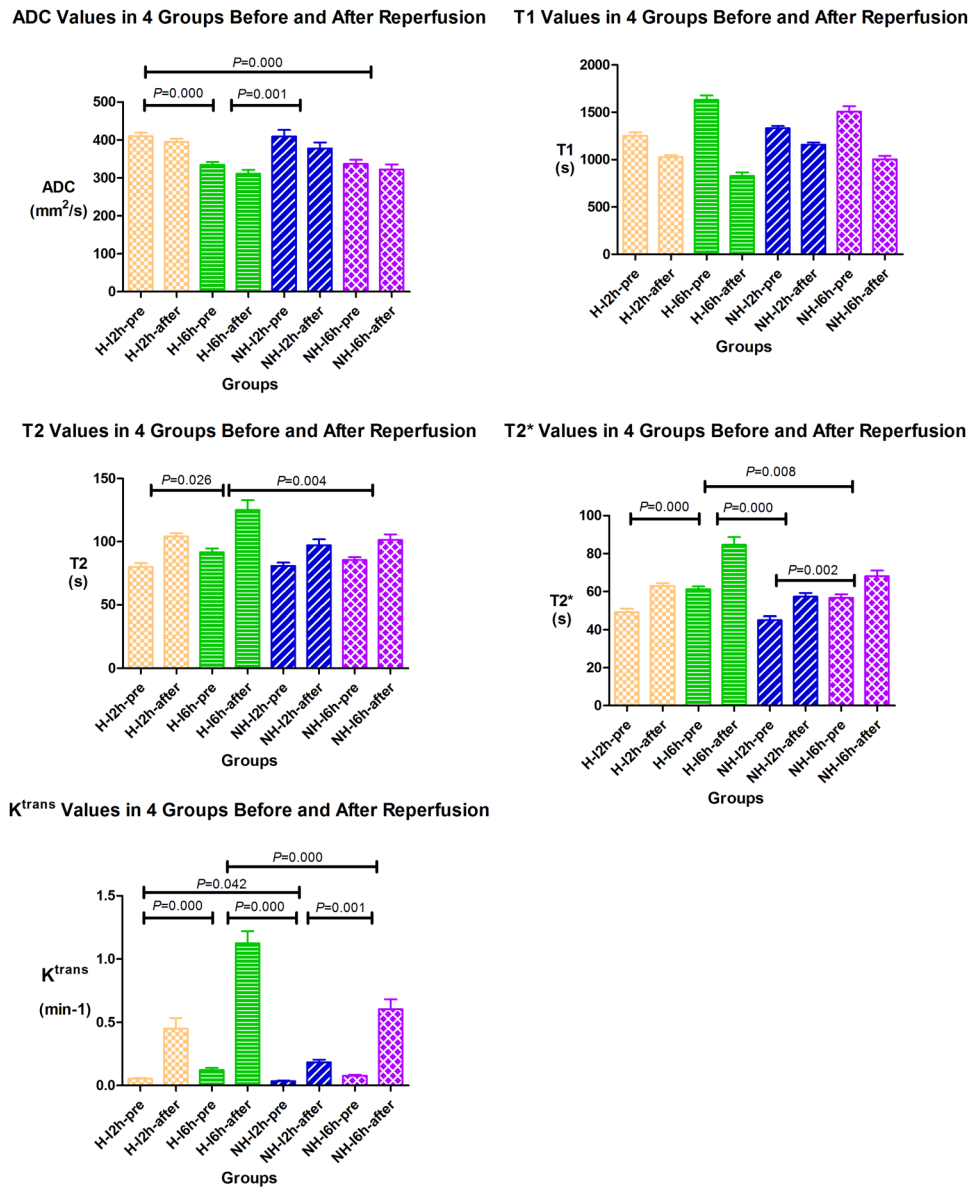 ADC Values in 4 Groups Before and After Reperfusion
P=0.000
P=0.000
P=0.001
500
400
300
200
100
0
ADC
(mm²/s)
H-I2h-pre
H-I2h-after
H-I6h-pre
H-I6h-after
NH-I2h-pre
NH-I2h-after
NH-I6h-pre
NH-I6h-after
Groups
T1 Values in 4 Groups Before and After Reperfusion
2000
1500
1000
500
0
T1
(s)
H-I2h-pre
H-I2h-after
H-I6h-pre
H-I6h-after
NH-I2h-pre
NH-I2h-after
NH-I6h-pre
NH-I6h-after
Groups
T2 Values in 4 Groups Before and After Reperfusion
P=0.026
P=0.004
150
100
50
0
T2
(s)
H-I2h-pre
H-I2h-after
H-I6h-pre
H-I6h-after
NH-I2h-pre
NH-I2h-after
NH-I6h-pre
NH-I6h-after
Groups
T2* Values in 4 Groups Before and After Reperfusion
P=0.008
P=0.000
P=0.000
P=0.002
100
80
60
40
20
0
T2*
(s)
H-I2h-pre
H-I2h-after
H-I6h-pre
H-I6h-after
NH-I2h-pre
NH-I2h-after
NH-I6h-pre
NH-I6h-after
Groups
K^trans Values in 4 Groups Before and After Reperfusion
P=0.000
P=0.042
P=0.000
P=0.000
P=0.001
1.5
1.0
0.5
0.0
K^trans
(min-1)
H-I2h-pre
H-I2h-after
H-I6h-pre
H-I6h-after
NH-I2h-pre
NH-I2h-after
NH-I6h-pre
NH-I6h-after
Groups